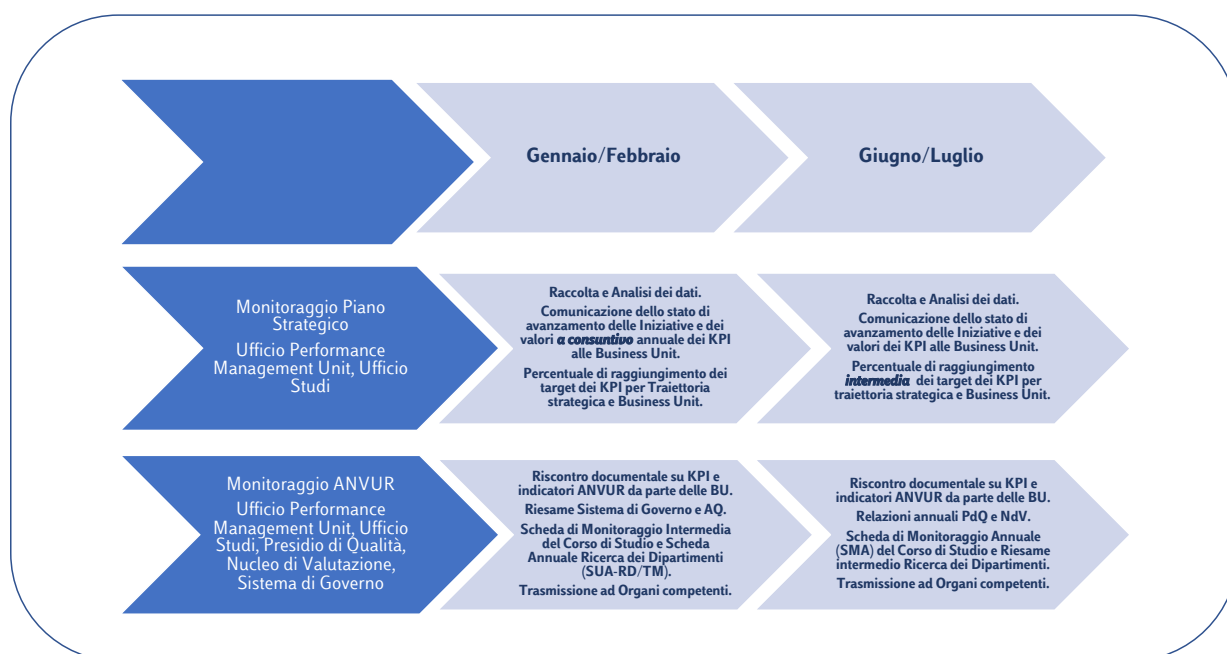 Gennaio/Febbraio
Giugno/Luglio
Monitoraggio Piano
Strategico
Ufficio Performance
Management Unit, Ufficio
Studi
Raccolta e Analisi dei dati.
Comunicazione dello stato di
avanzamento delle Iniziative e dei
valori a consuntivo annuale dei KPI
alle Business Unit.
Percentuale di raggiungimento dei
target dei KPI per Traiettoria
strategica e Business Unit.
Raccolta e Analisi dei dati.
Comunicazione dello stato di
avanzamento delle Iniziative e dei
valori dei KPI alle Business Unit.
Percentuale di raggiungimento
intermedia dei target dei KPI per
traiettoria strategica e Business Unit.
Monitoraggio ANVUR
Ufficio Performance
Management Unit, Ufficio
Studi, Presidio di Qualità,
Nucleo di Valutazione,
Sistema di Governo
Riscontro documentale su KPI e
indicatori ANVUR da parte delle BU.
Riesame Sistema di Governo e AQ.
Scheda di Monitoraggio Intermedia
del Corso di Studio e Scheda
Annuale Ricerca dei Dipartimenti
(SUA-RD/TM).
Trasmissione ad Organi competenti.
Riscontro documentale su KPI e
indicatori ANVUR da parte delle BU.
Relazioni annuali PdQ e NdV.
Scheda di Monitoraggio Annuale
(SMA) del Corso di Studio e Riesame
intermedio Ricerca dei Dipartimenti.
Trasmissione ad Organi competenti.